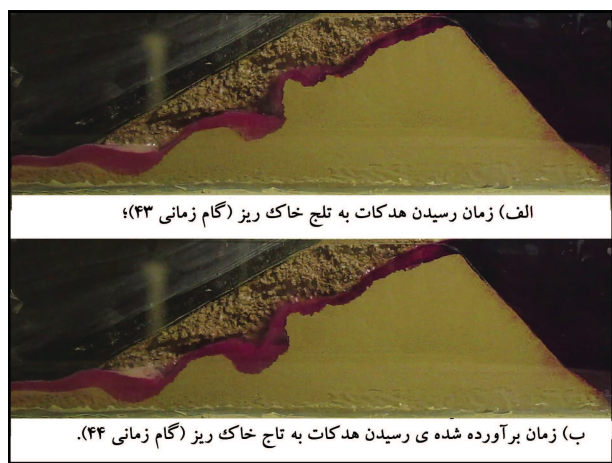 الف) زمان رسیدن هدکات به تلج خاک ریز (گام زمانی ۴۳)؛
ب) زمان برآورده شده ی رسیدن هدکات به تاج خاک ریز (گام زمانی ۴۴).